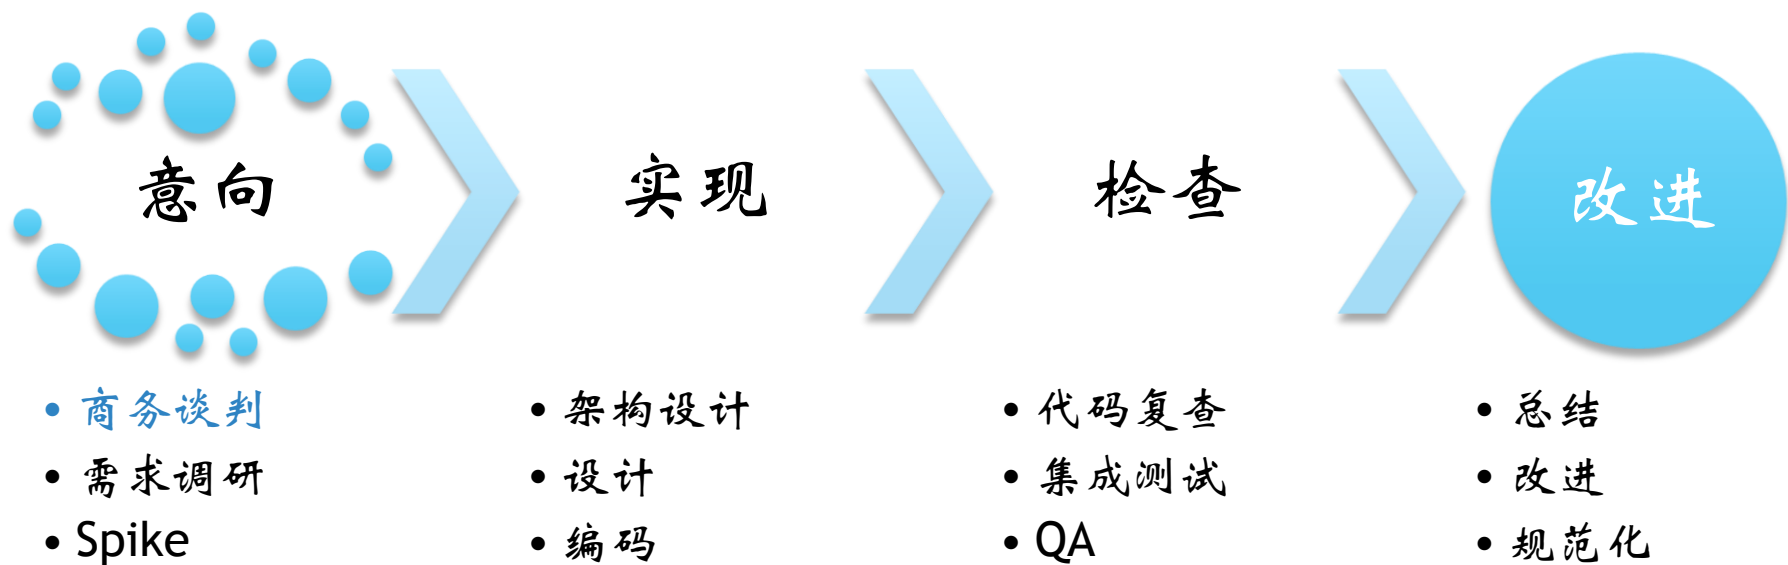 意向
实现
检查
改进
• 商务谈判
• 需求调研
• Spike
• 架构设计
• 设计
• 编码
• 代码复查
• 集成测试
• QA
• 总结
• 改进
• 规范化